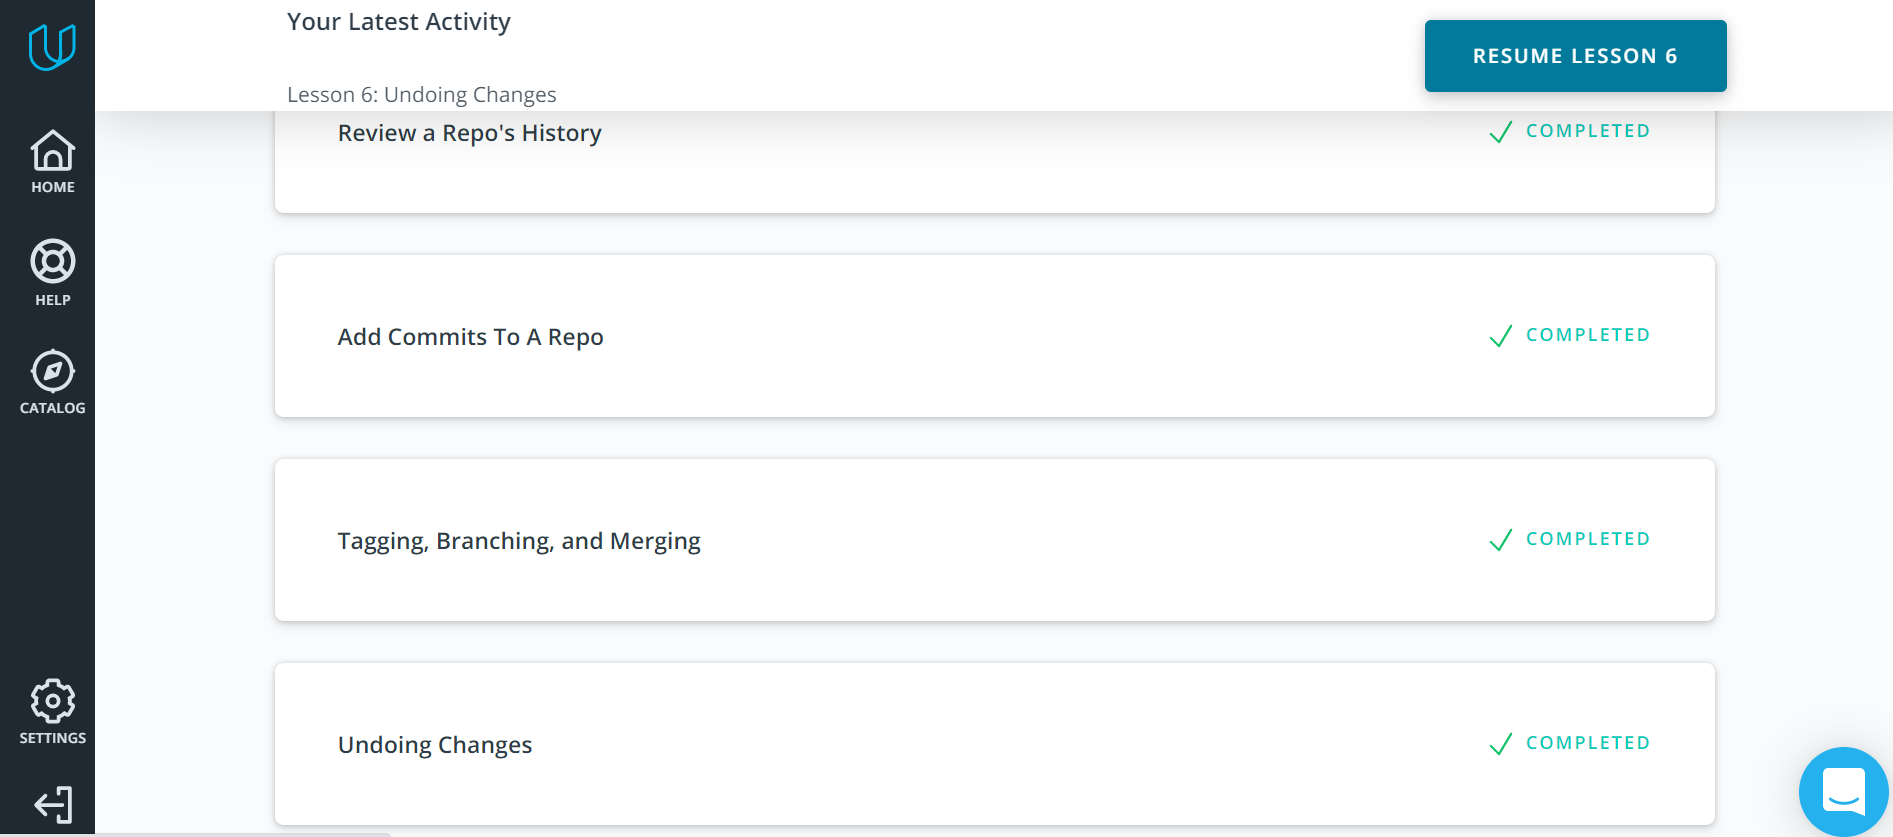 Your Latest Activity
RESUME LESSON 6
Lesson 6: Undoing Changes
Review a Repo's History
COMPLETED
Add Commits To A Repo
COMPLETED
Tagging, Branching, and Merging
COMPLETED
Undoing Changes
COMPLETED
HOME
HELP
CATALOG
SETTINGS